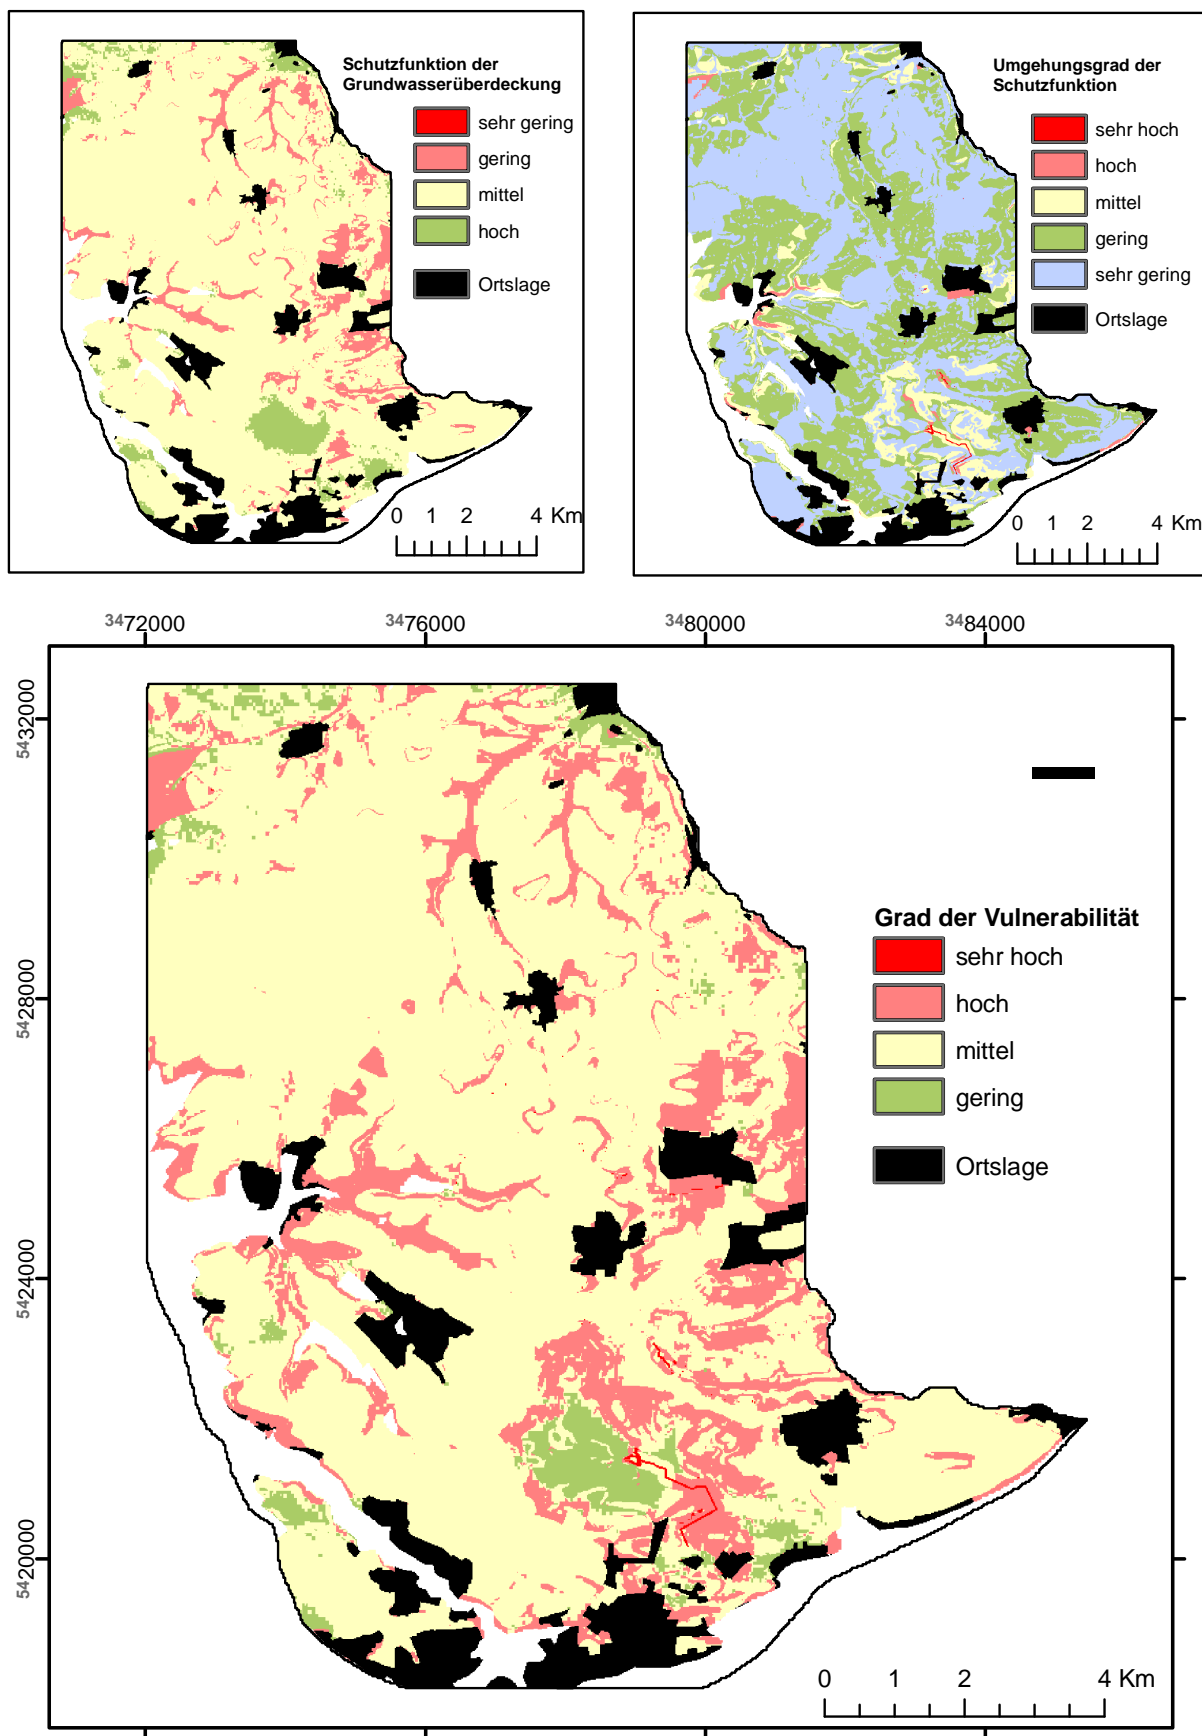 Schutzfunktion der
Grundwasserüberdeckung
sehr gering
gering
mittel
hoch
Ortslage
0 1 2 4 Km
Umgehungsgrad der
Schutzfunktion
sehr hoch
hoch
mittel
gering
sehr gering
Ortslage
0 1 2 4 Km
3472000 3476000 3480000 3484000
5432000
5428000
5424000
5420000
Grad der Vulnerabilität
sehr hoch
hoch
mittel
gering
Ortslage
0 1 2 4 Km